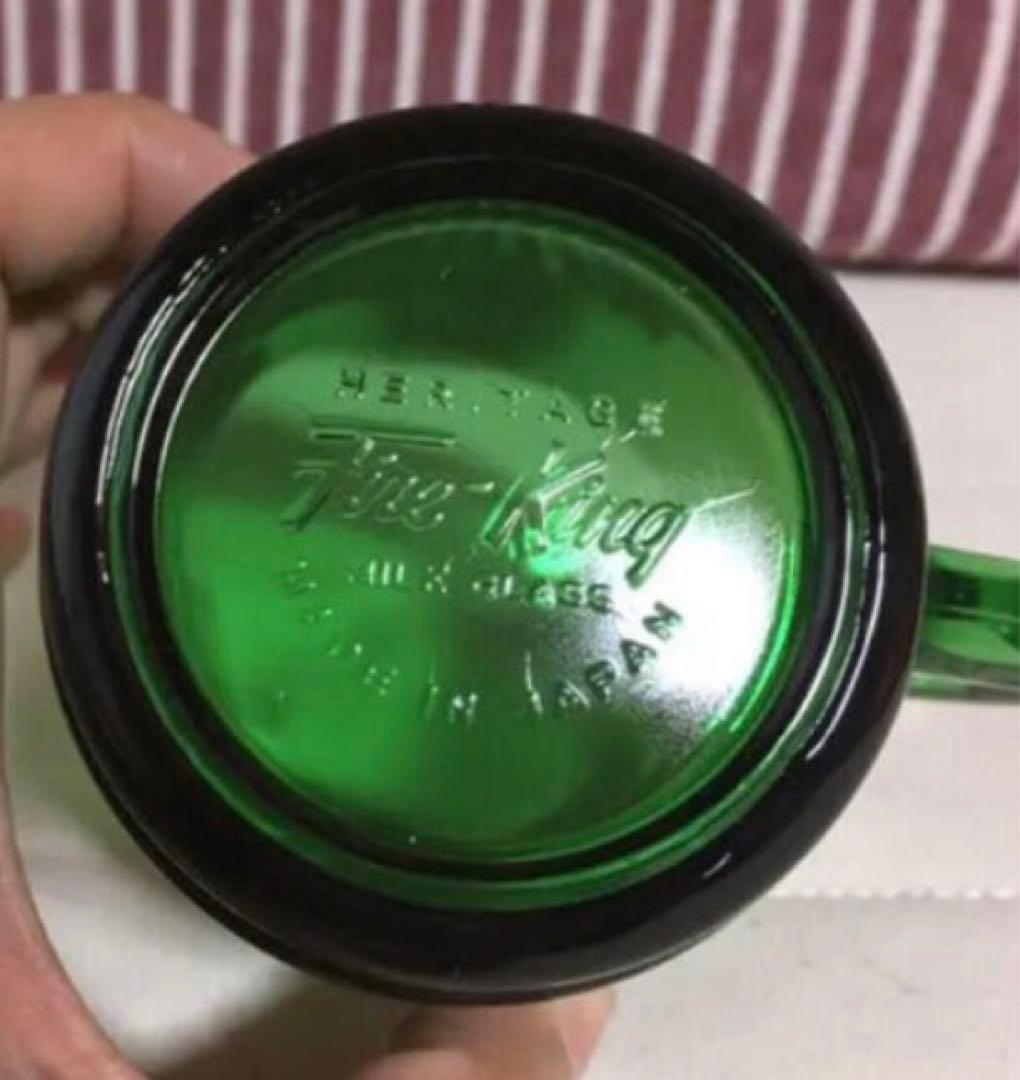 HERITAGE
Fire-King
MILK GLASS
MADE IN JAPAN